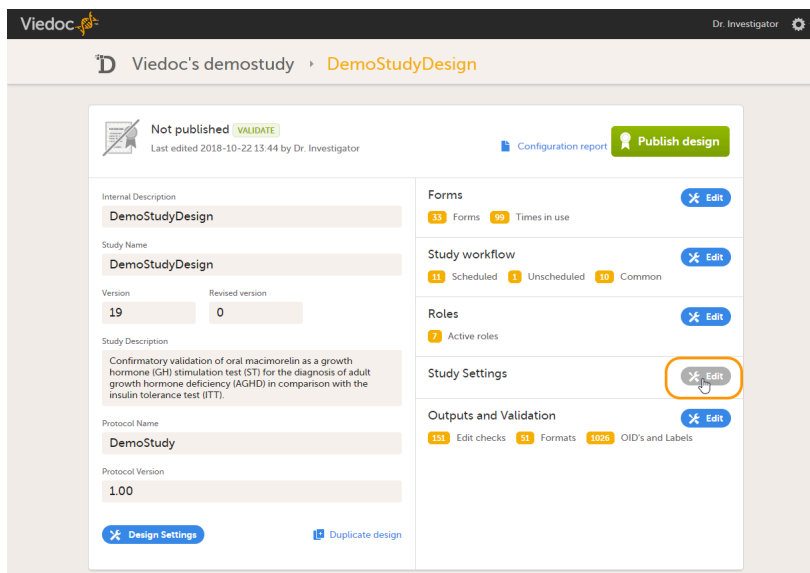 Viedoc
Dr. Investigator
Viedoc's demostudy DemoStudyDesign
Not published VALIDATE
Last edited 2018-10-22 13:44 by Dr. Investigator
Configuration report
Publish design
Internal Description
DemoStudyDesign
Study Name
DemoStudyDesign
Version Revised version
19 0
Study Description
Confirmatory validation of oral macimorelin as a growth
hormone (GH) stimulation test (ST) for the diagnosis of adult
growth hormone deficiency (AGHD) in comparison with the
insulin tolerance test (ITT).
Protocol Name
DemoStudy
Protocol Version
1.00
Design Settings
Duplicate design
Forms Edit
33 Forms 99 Times in use
Study workflow Edit
11 Scheduled 1 Unscheduled 10 Common
Roles Edit
7 Active roles
Study Settings Edit
Outputs and Validation Edit
151 Edit checks 51 Formats 1026 OID's and Labels